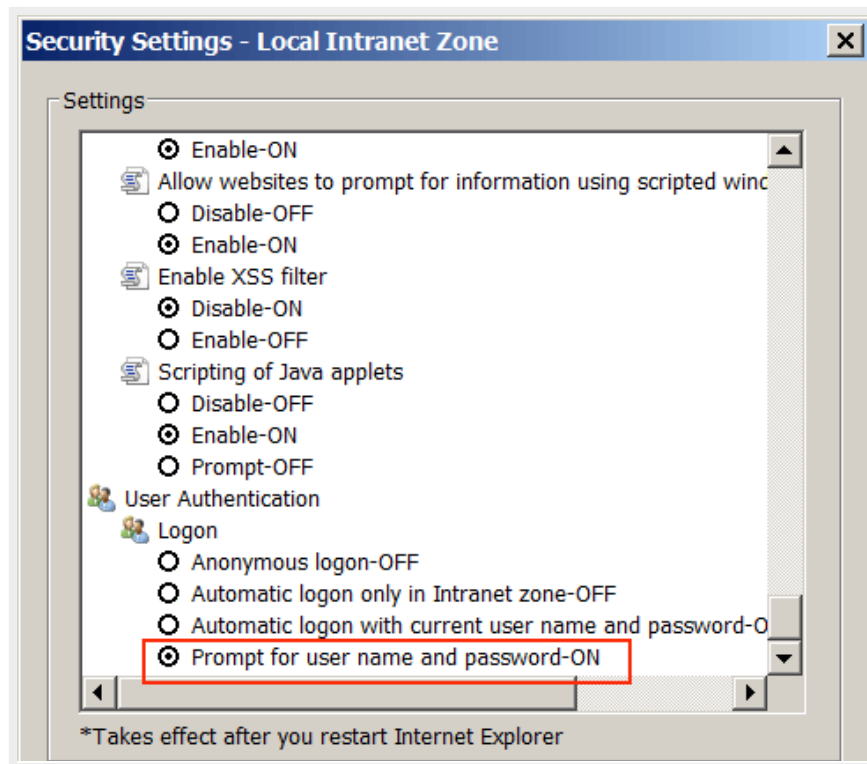 Security Settings - Local Intranet Zone
Settings
Enable-ON
Allow websites to prompt for information using scripted winc
Disable-OFF
Enable-ON
Enable XSS filter
Disable-ON
Enable-OFF
Scripting of Java applets
Disable-OFF
Enable-ON
Prompt-OFF
User Authentication
Logon
Anonymous logon-OFF
Automatic logon only in Intranet zone-OFF
Automatic logon with current user name and password-O
Prompt for user name and password-ON
*Takes effect after you restart Internet Explorer